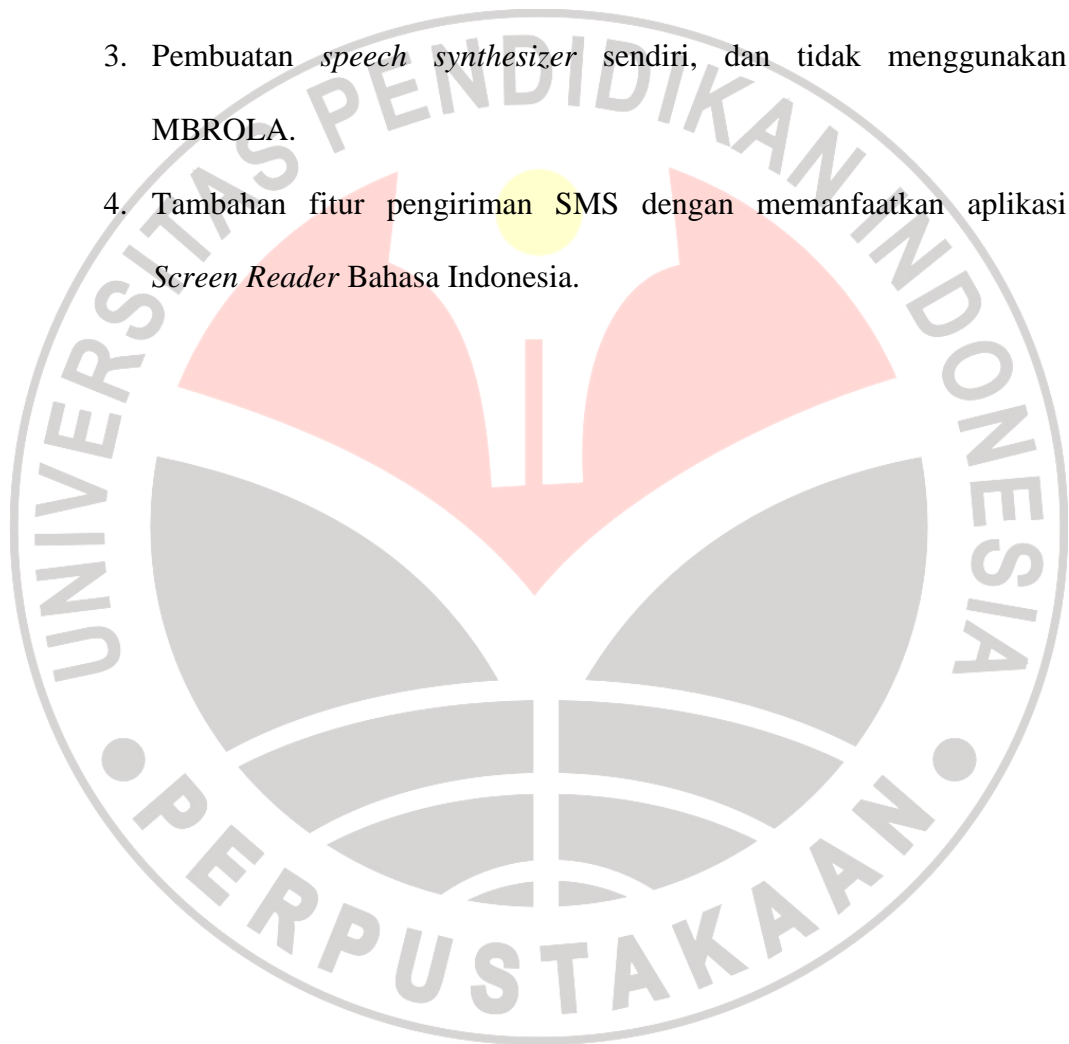 3. Pembuatan speech synthesizer sendiri, dan tidak menggunakan
MBROLA.
4. Tambahan fitur pengiriman SMS dengan memanfaatkan aplikasi
Screen Reader Bahasa Indonesia.
UNIVERSITAS PENDIDIKAN INDONESIA
PERPUSTAKAAN